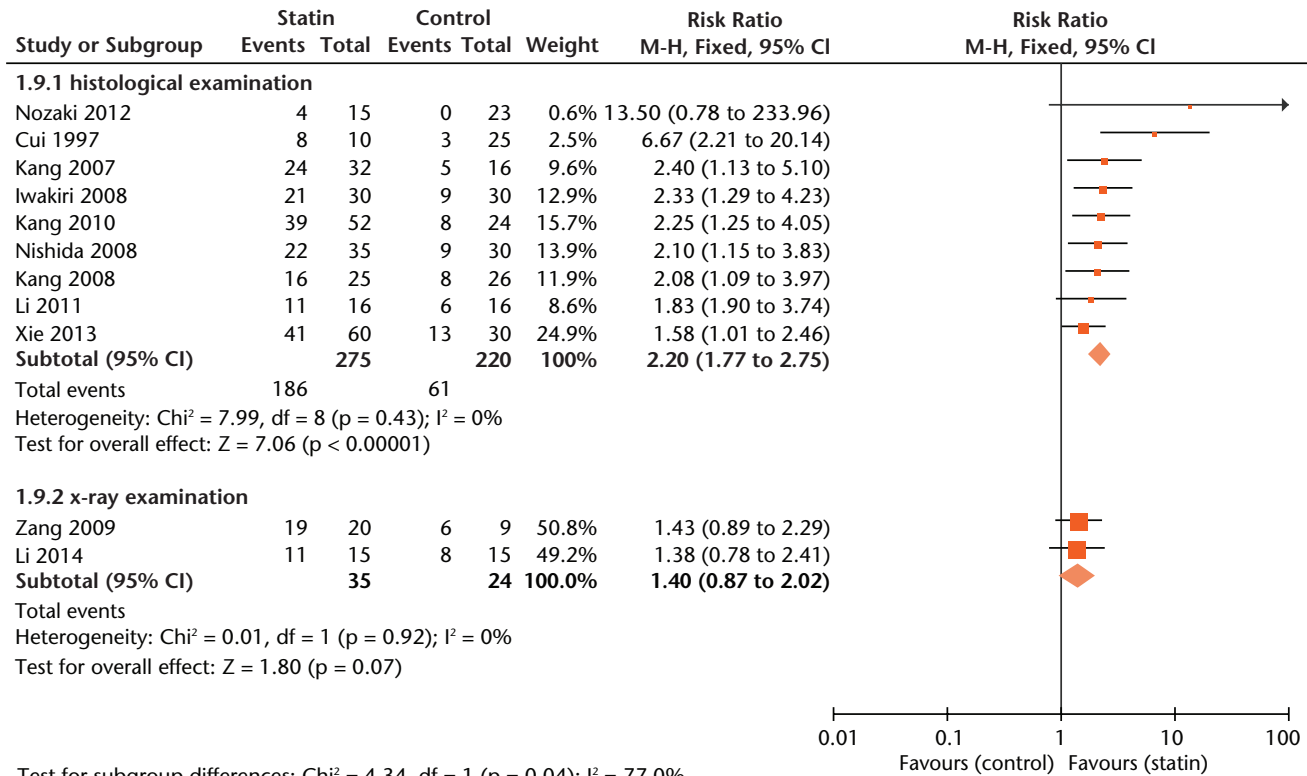 Statin Control Risk Ratio Risk Ratio
Study or Subgroup Events Total Events Total Weight M-H, Fixed, 95% CI M-H, Fixed, 95% CI
1.9.1 histological examination
Nozaki 2012 4 15 0 23 0.6% 13.50 (0.78 to 233.96)
Cui 1997 8 10 3 25 2.5% 6.67 (2.21 to 20.14)
Kang 2007 24 32 5 16 9.6% 2.40 (1.13 to 5.10)
Iwakiri 2008 21 30 9 30 12.9% 2.33 (1.29 to 4.23)
Kang 2010 39 52 8 24 15.7% 2.25 (1.25 to 4.05)
Nishida 2008 22 35 9 30 13.9% 2.10 (1.15 to 3.83)
Kang 2008 16 25 8 26 11.9% 2.08 (1.09 to 3.97)
Li 2011 11 16 6 16 8.6% 1.83 (1.90 to 3.74)
Xie 2013 41 60 13 30 24.9% 1.58 (1.01 to 2.46)
Subtotal (95% CI) 275 220 100% 2.20 (1.77 to 2.75)
Total events 186 61
Heterogeneity: Chi² = 7.99, df = 8 (p = 0.43); I² = 0%
Test for overall effect: Z = 7.06 (p < 0.00001)
1.9.2 x-ray examination
Zang 2009 19 20 6 9 50.8% 1.43 (0.89 to 2.29)
Li 2014 11 15 8 15 49.2% 1.38 (0.78 to 2.41)
Subtotal (95% CI) 35 24 100.0% 1.40 (0.87 to 2.02)
Total events
Heterogeneity: Chi² = 0.01, df = 1 (p = 0.92); I² = 0%
Test for overall effect: Z = 1.80 (p = 0.07)
0.01 0.1 1 10 100
Favours (control) Favours (statin)
Test for subgroup differences: Chi² = 4.34, df = 1 (p = 0.04); I² = 77.0%